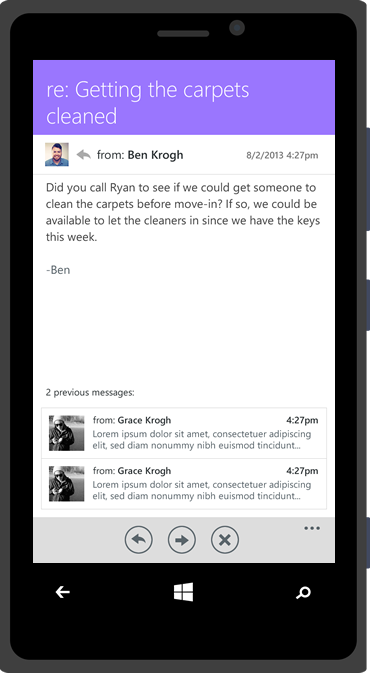 re: Getting the carpets
cleaned
from: Ben Krogh
8/2/2013 4:27pm
Did you call Ryan to see if we could get someone to
clean the carpets before move-in? If so, we could be
available to let the cleaners in since we have the keys
this week.
-Ben
2 previous messages:
from: Grace Krogh 4:27pm
Lorem ipsum dolor sit amet, consectetuer adipiscing
elit, sed diam nonummy nibh euismod tincidunt...
from: Grace Krogh 4:27pm
Lorem ipsum dolor sit amet, consectetuer adipiscing
elit, sed diam nonummy nibh euismod tincidunt...